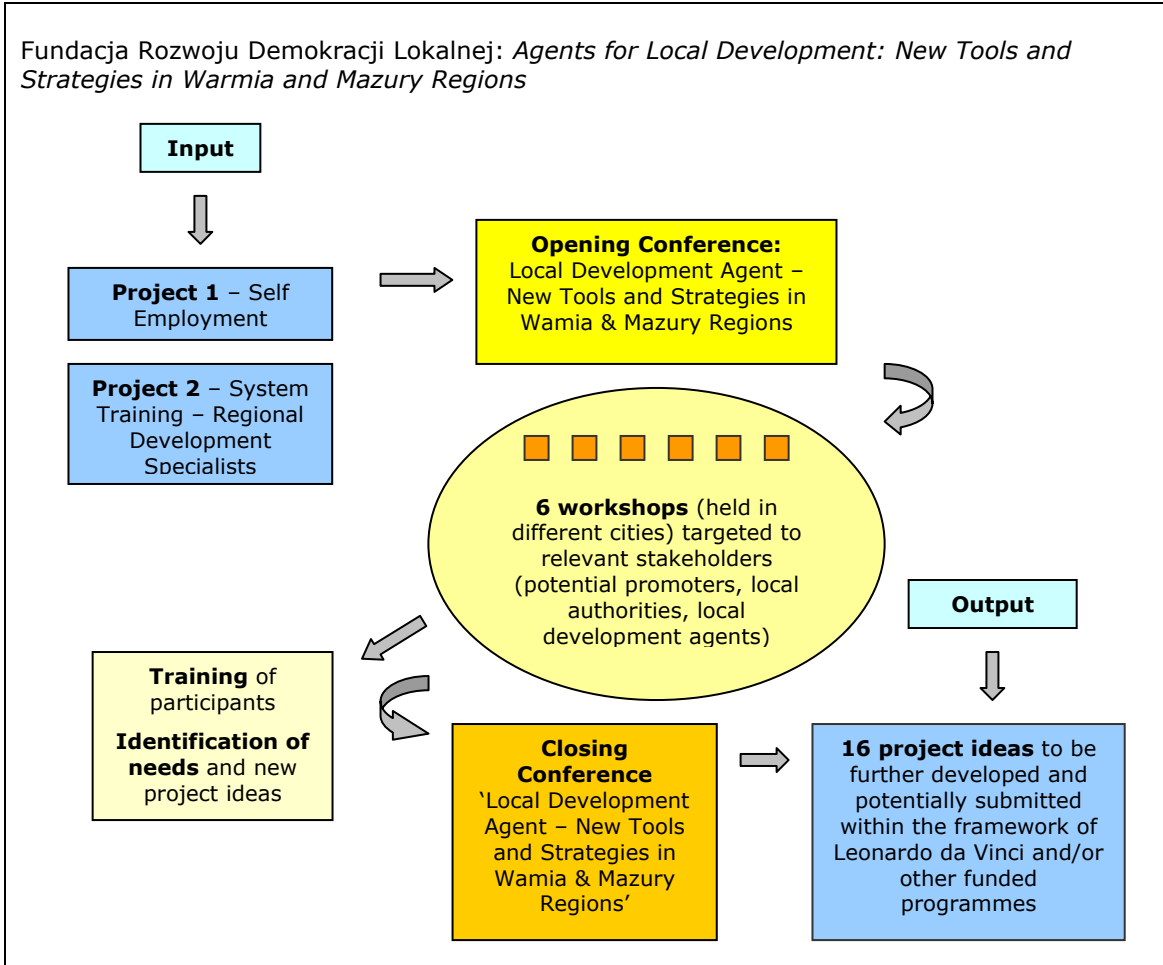 Fundacja Rozwoju Demokracji Lokalnej: Agents for Local Development: New Tools and
Strategies in Warmia and Mazury Regions
Input
Project 1 – Self
Employment
Project 2 – System
Training – Regional
Development
Specialists
Opening Conference:
Local Development Agent –
New Tools and Strategies in
Wamia & Mazury Regions
6 workshops (held in
different cities) targeted to
relevant stakeholders
(potential promoters, local
authorities, local
development agents)
Training of
participants
Identification of
needs and new
project ideas
Closing
Conference
‘Local Development
Agent – New Tools
and Strategies in
Wamia & Mazury
Regions’
Output
16 project ideas to be
further developed and
potentially submitted
within the framework of
Leonardo da Vinci and/or
other funded
programmes